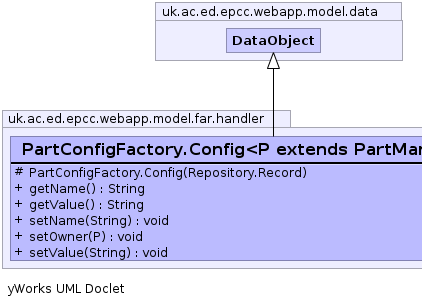 uk.ac.ed.epcc.webapp.model.data
DataObject
uk.ac.ed.epcc.webapp.model.far.handler
PartConfigFactory.Config<P extends PartMan
# PartConfigFactory.Config(Repository.Record)
+ getName() : String
+ getValue() : String
+ setName(String) : void
+ setOwner(P) : void
+ setValue(String) : void
yWorks UML Doclet